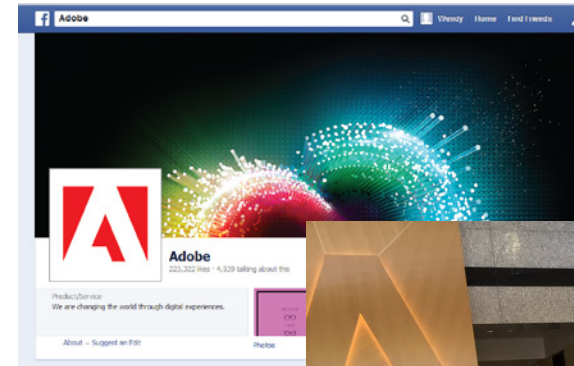 Adobe
Wendy Home Find Friends
Adobe
223,322 likes · 4,539 talking about this
Product/Service
We are changing the world through digital experiences.
About – Suggest an Edit
Photos